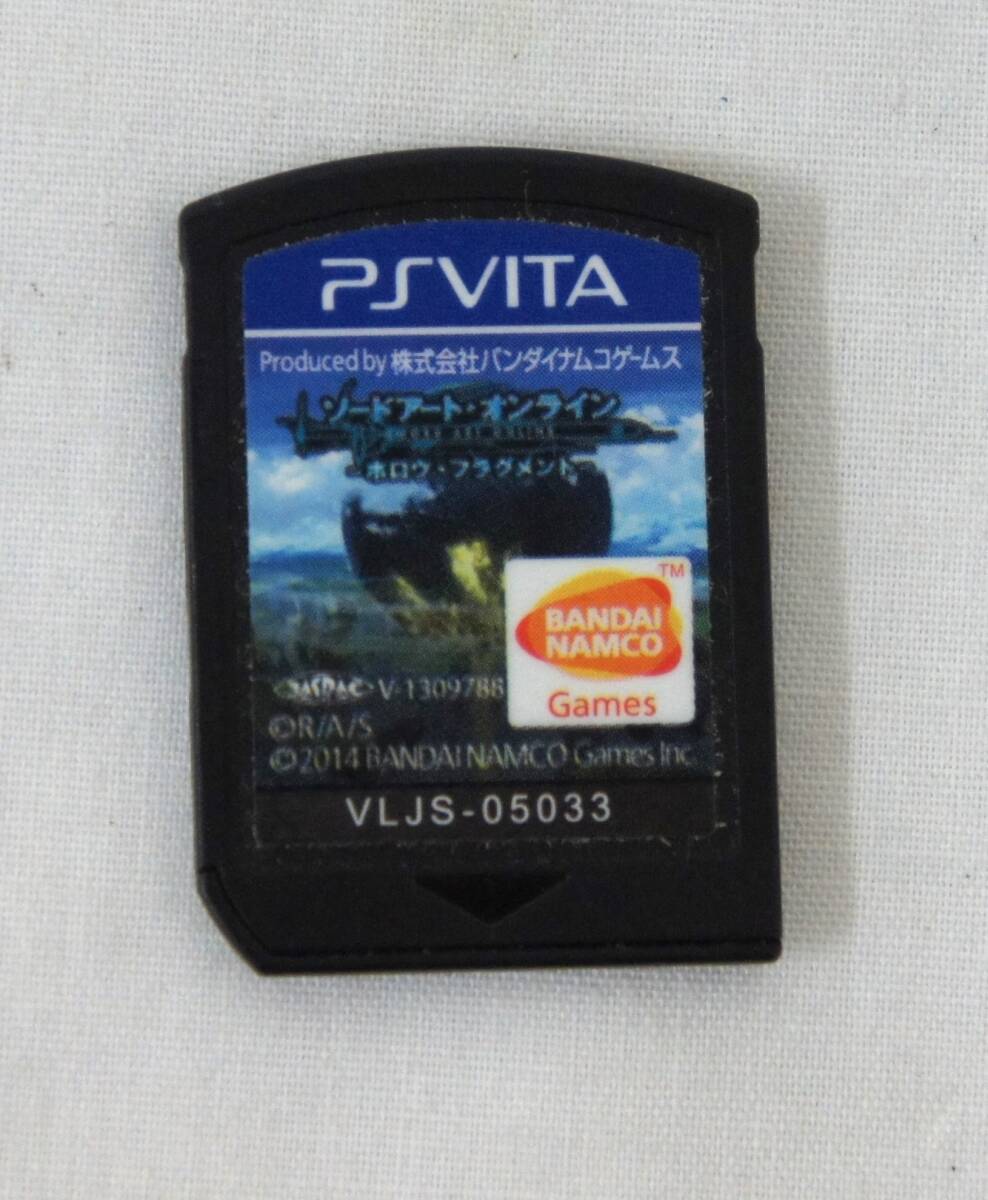 PSVITA
Produced by 株式会社バンダイナムコゲームス
ソードアート・オンライン
ホロウ・フラグメント
JASRAC V-1309788
©R/A/S
©2014 BANDAI NAMCO Games Inc.
TM
BANDAI
NAMCO
Games
VLJS-05033